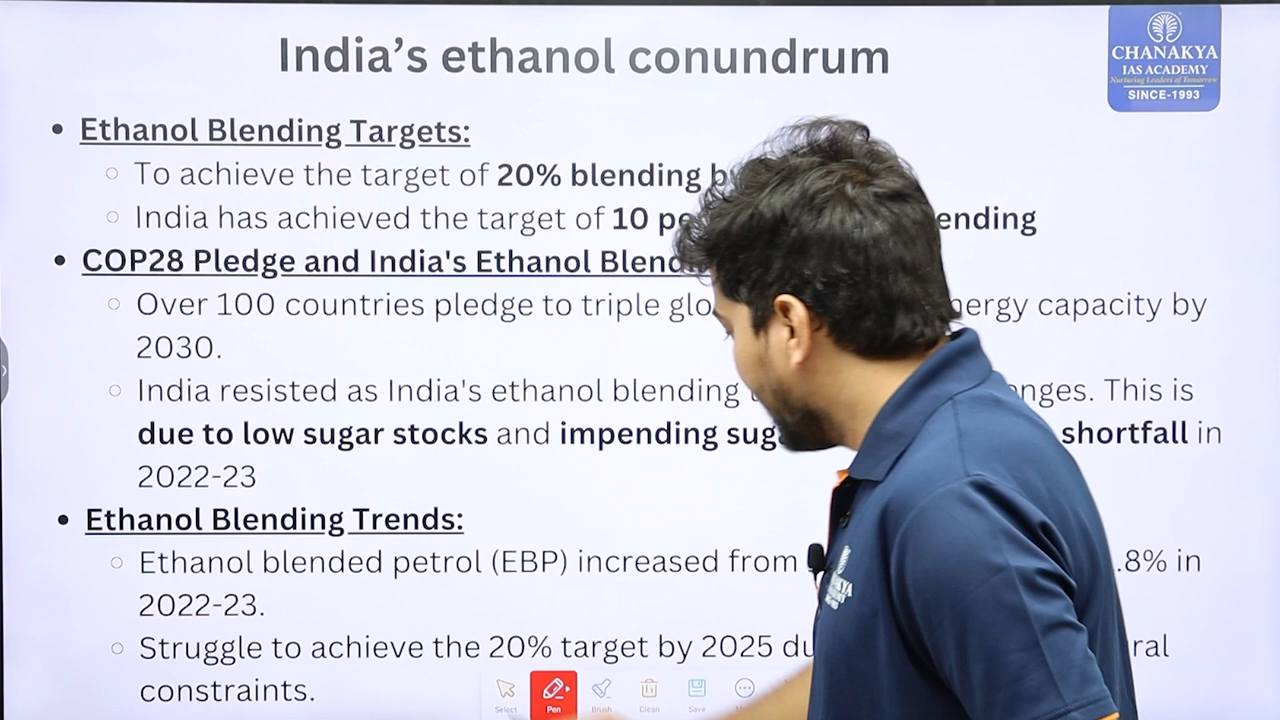 India's ethanol conundrum
CHANAKYA
IAS ACADEMY
Nurturing Leaders of Tomorrow
SINCE-1993
• Ethanol Blending Targets:
○ To achieve the target of 20% blending
○ India has achieved the target of 10 ending
• COP28 Pledge and India's Ethanol Blend
○ Over 100 countries pledge to triple glo nergy capacity by
2030.
○ India resisted as India's ethanol blending nges. This is
due to low sugar stocks and impending sug shortfall in
2022-23
• Ethanol Blending Trends:
○ Ethanol blended petrol (EBP) increased from .8% in
2022-23.
○ Struggle to achieve the 20% target by 2025 du ral
constraints.
Select
Pen
Brush
Clean
Save